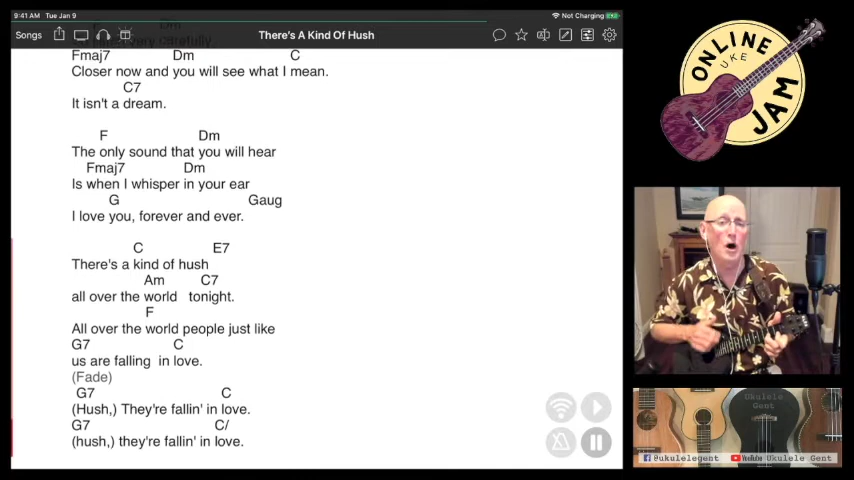 9:41 AM Tue Jan 9
Not Charging
Songs
There's A Kind Of Hush
Dm
carefully,
Fmaj7 Dm C
Closer now and you will see what I mean.
C7
It isn't a dream.
F Dm
The only sound that you will hear
Fmaj7 Dm
Is when I whisper in your ear
G Gaug
I love you, forever and ever.
C E7
There's a kind of hush
Am C7
all over the world tonight.
F
All over the world people just like
G7 C
us are falling in love.
(Fade)
G7 C
(Hush,) They're fallin' in love.
G7 C/
(hush,) they're fallin' in love.
ONLINE
UKE
JAM
Ukulele
Gent
@ukulelegent
YouTube Ukulele Gent